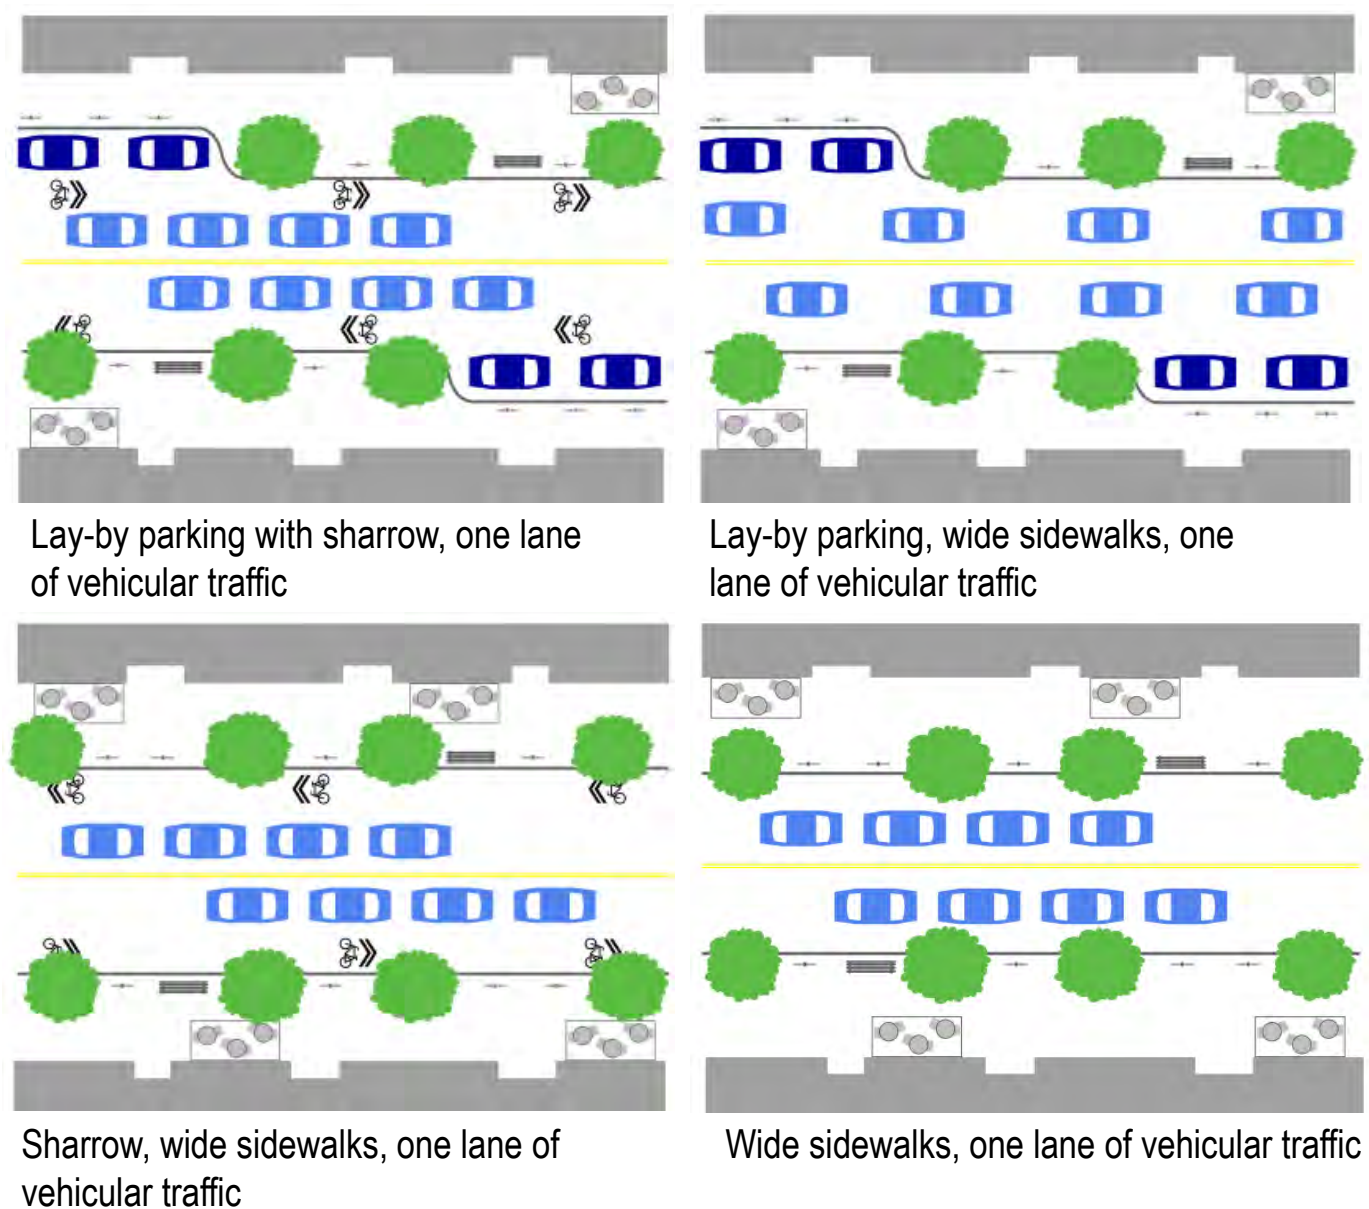 Lay-by parking with sharrow, one lane
of vehicular traffic
Lay-by parking, wide sidewalks, one
lane of vehicular traffic
Sharrow, wide sidewalks, one lane of
vehicular traffic
Wide sidewalks, one lane of vehicular traffic